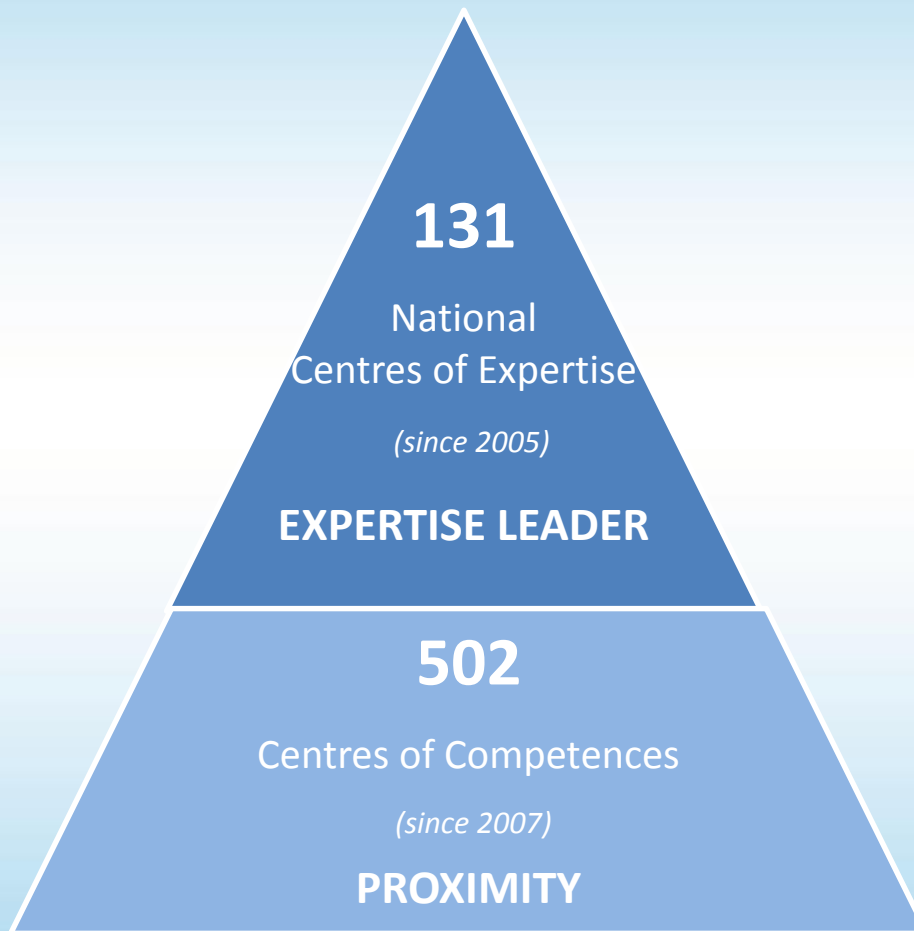 131
National
Centres of Expertise
(since 2005)
EXPERTISE LEADER
502
Centres of Competences
(since 2007)
PROXIMITY